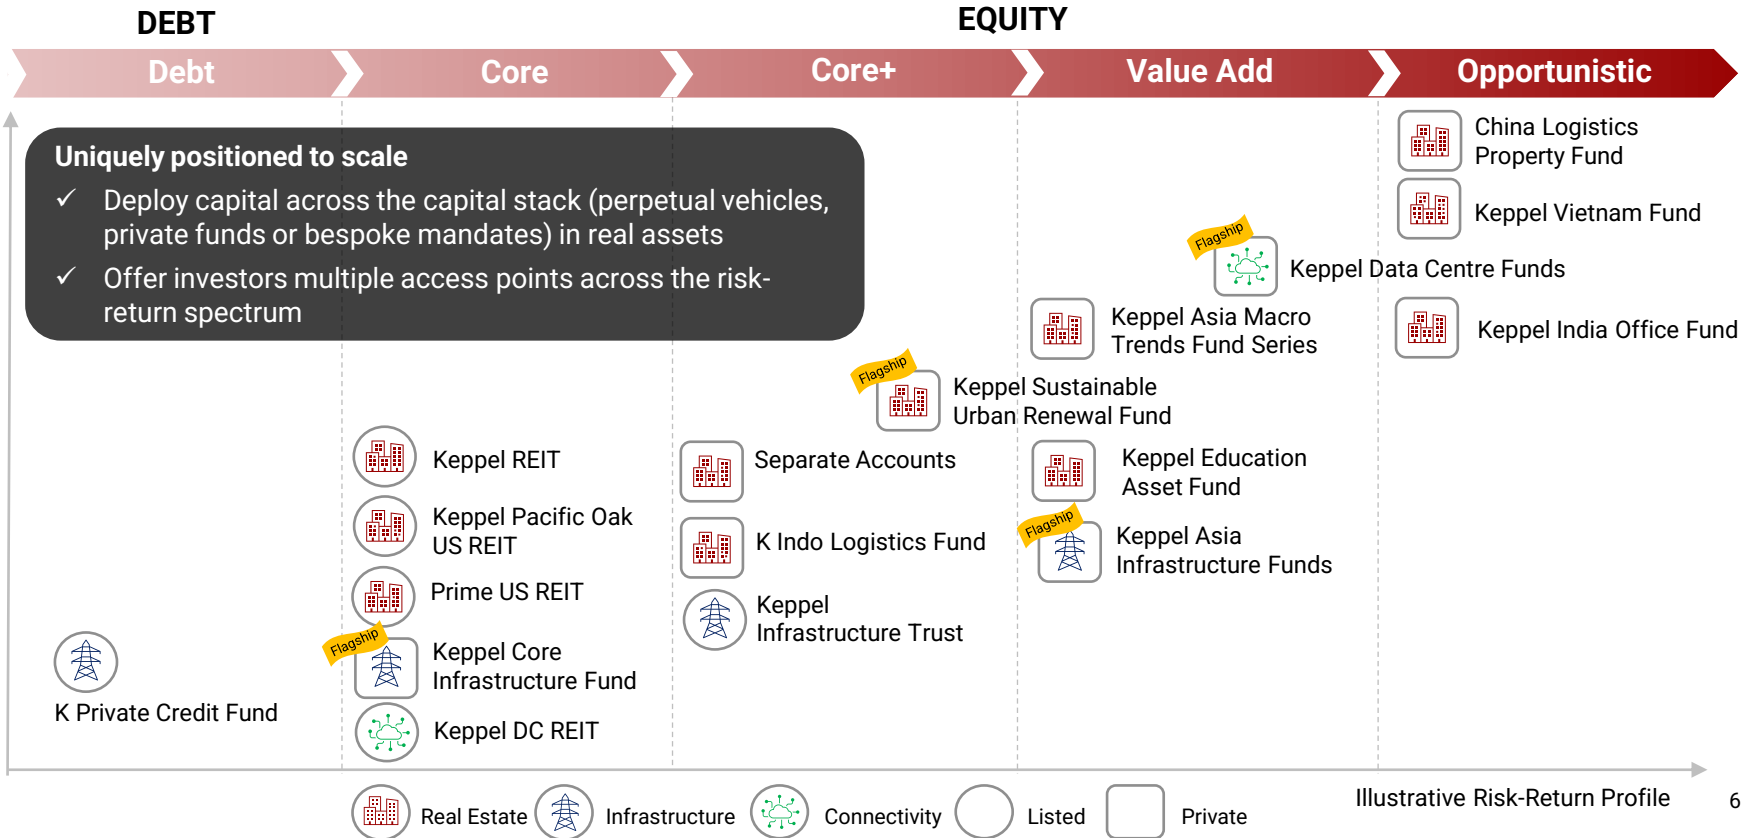 DEBT
EQUITY
Debt
Core
Core+
Value Add
Opportunistic
Uniquely positioned to scale
✓ Deploy capital across the capital stack (perpetual vehicles,
private funds or bespoke mandates) in real assets
✓ Offer investors multiple access points across the risk-
return spectrum
K Private Credit Fund
Keppel REIT
Keppel Pacific Oak
US REIT
Prime US REIT
Flagship
Keppel Core
Infrastructure Fund
Keppel DC REIT
Flagship
Keppel Sustainable
Urban Renewal Fund
Separate Accounts
K Indo Logistics Fund
Keppel
Infrastructure Trust
Flagship
Keppel Data Centre Funds
Keppel Asia Macro
Trends Fund Series
Keppel Education
Asset Fund
Flagship
Keppel Asia
Infrastructure Funds
China Logistics
Property Fund
Keppel Vietnam Fund
Keppel India Office Fund
Real Estate
Infrastructure
Connectivity
Listed
Private
Illustrative Risk-Return Profile
6